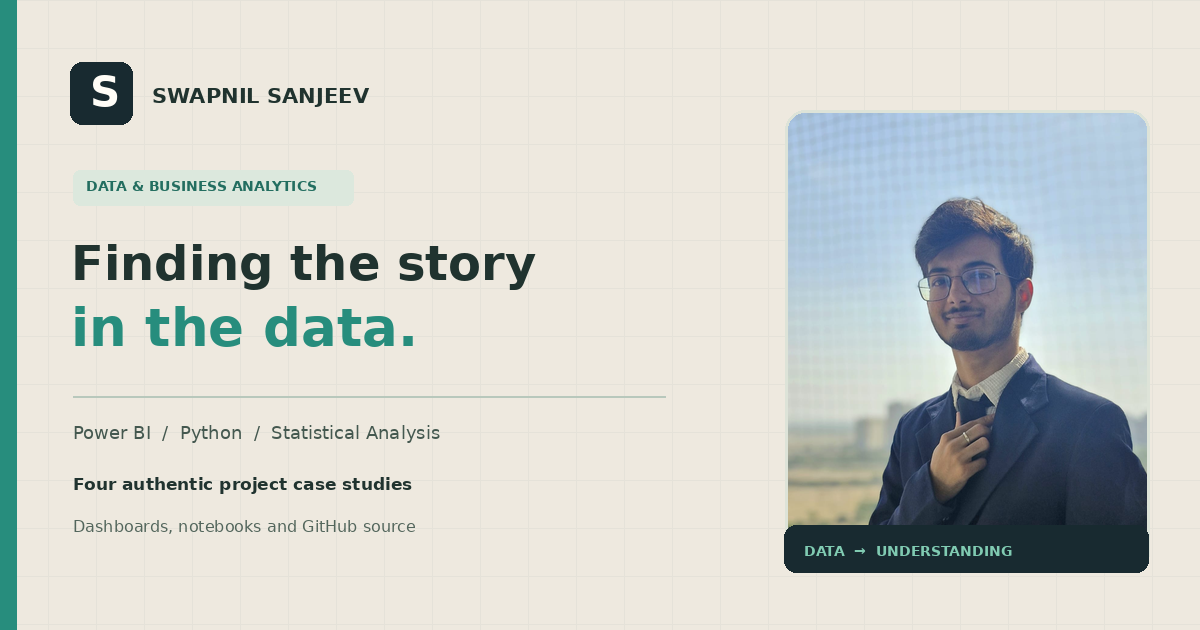 S
SWAPNIL SANJEEV
DATA & BUSINESS ANALYTICS
Finding the story
in the data.
Power BI / Python / Statistical Analysis
Four authentic project case studies
Dashboards, notebooks and GitHub source
DATA → UNDERSTANDING